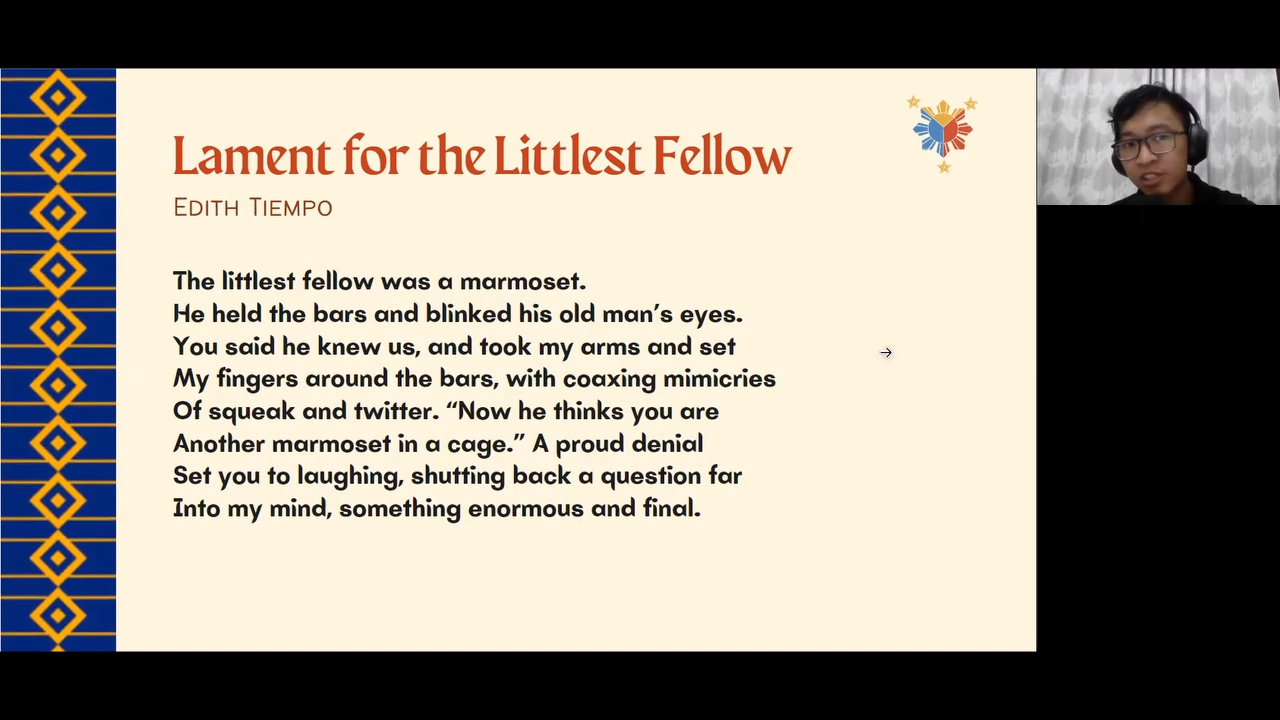 Lament for the Littlest Fellow
Edith Tiempo
The littlest fellow was a marmoset.
He held the bars and blinked his old man’s eyes.
You said he knew us, and took my arms and set
My fingers around the bars, with coaxing mimicries
Of squeak and twitter. “Now he thinks you are
Another marmoset in a cage.” A proud denial
Set you to laughing, shutting back a question far
Into my mind, something enormous and final.